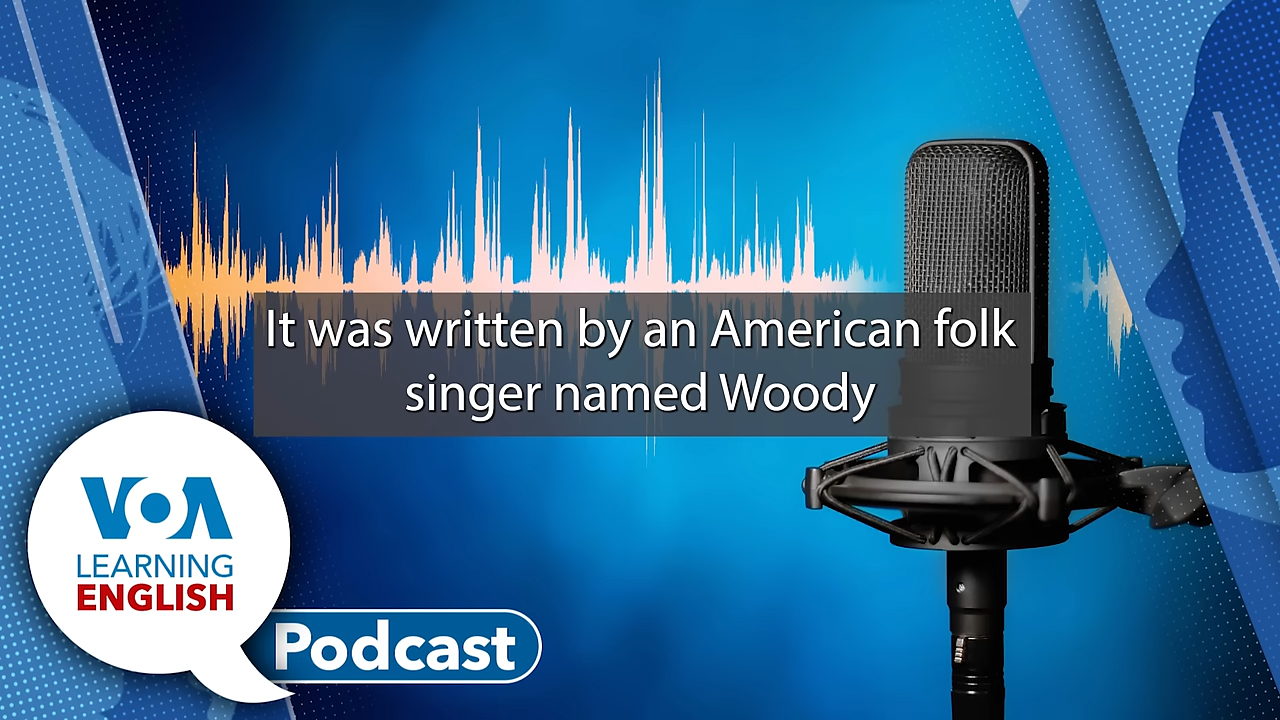 It was written by an American folk
singer named Woody
VOA
LEARNING
ENGLISH
Podcast